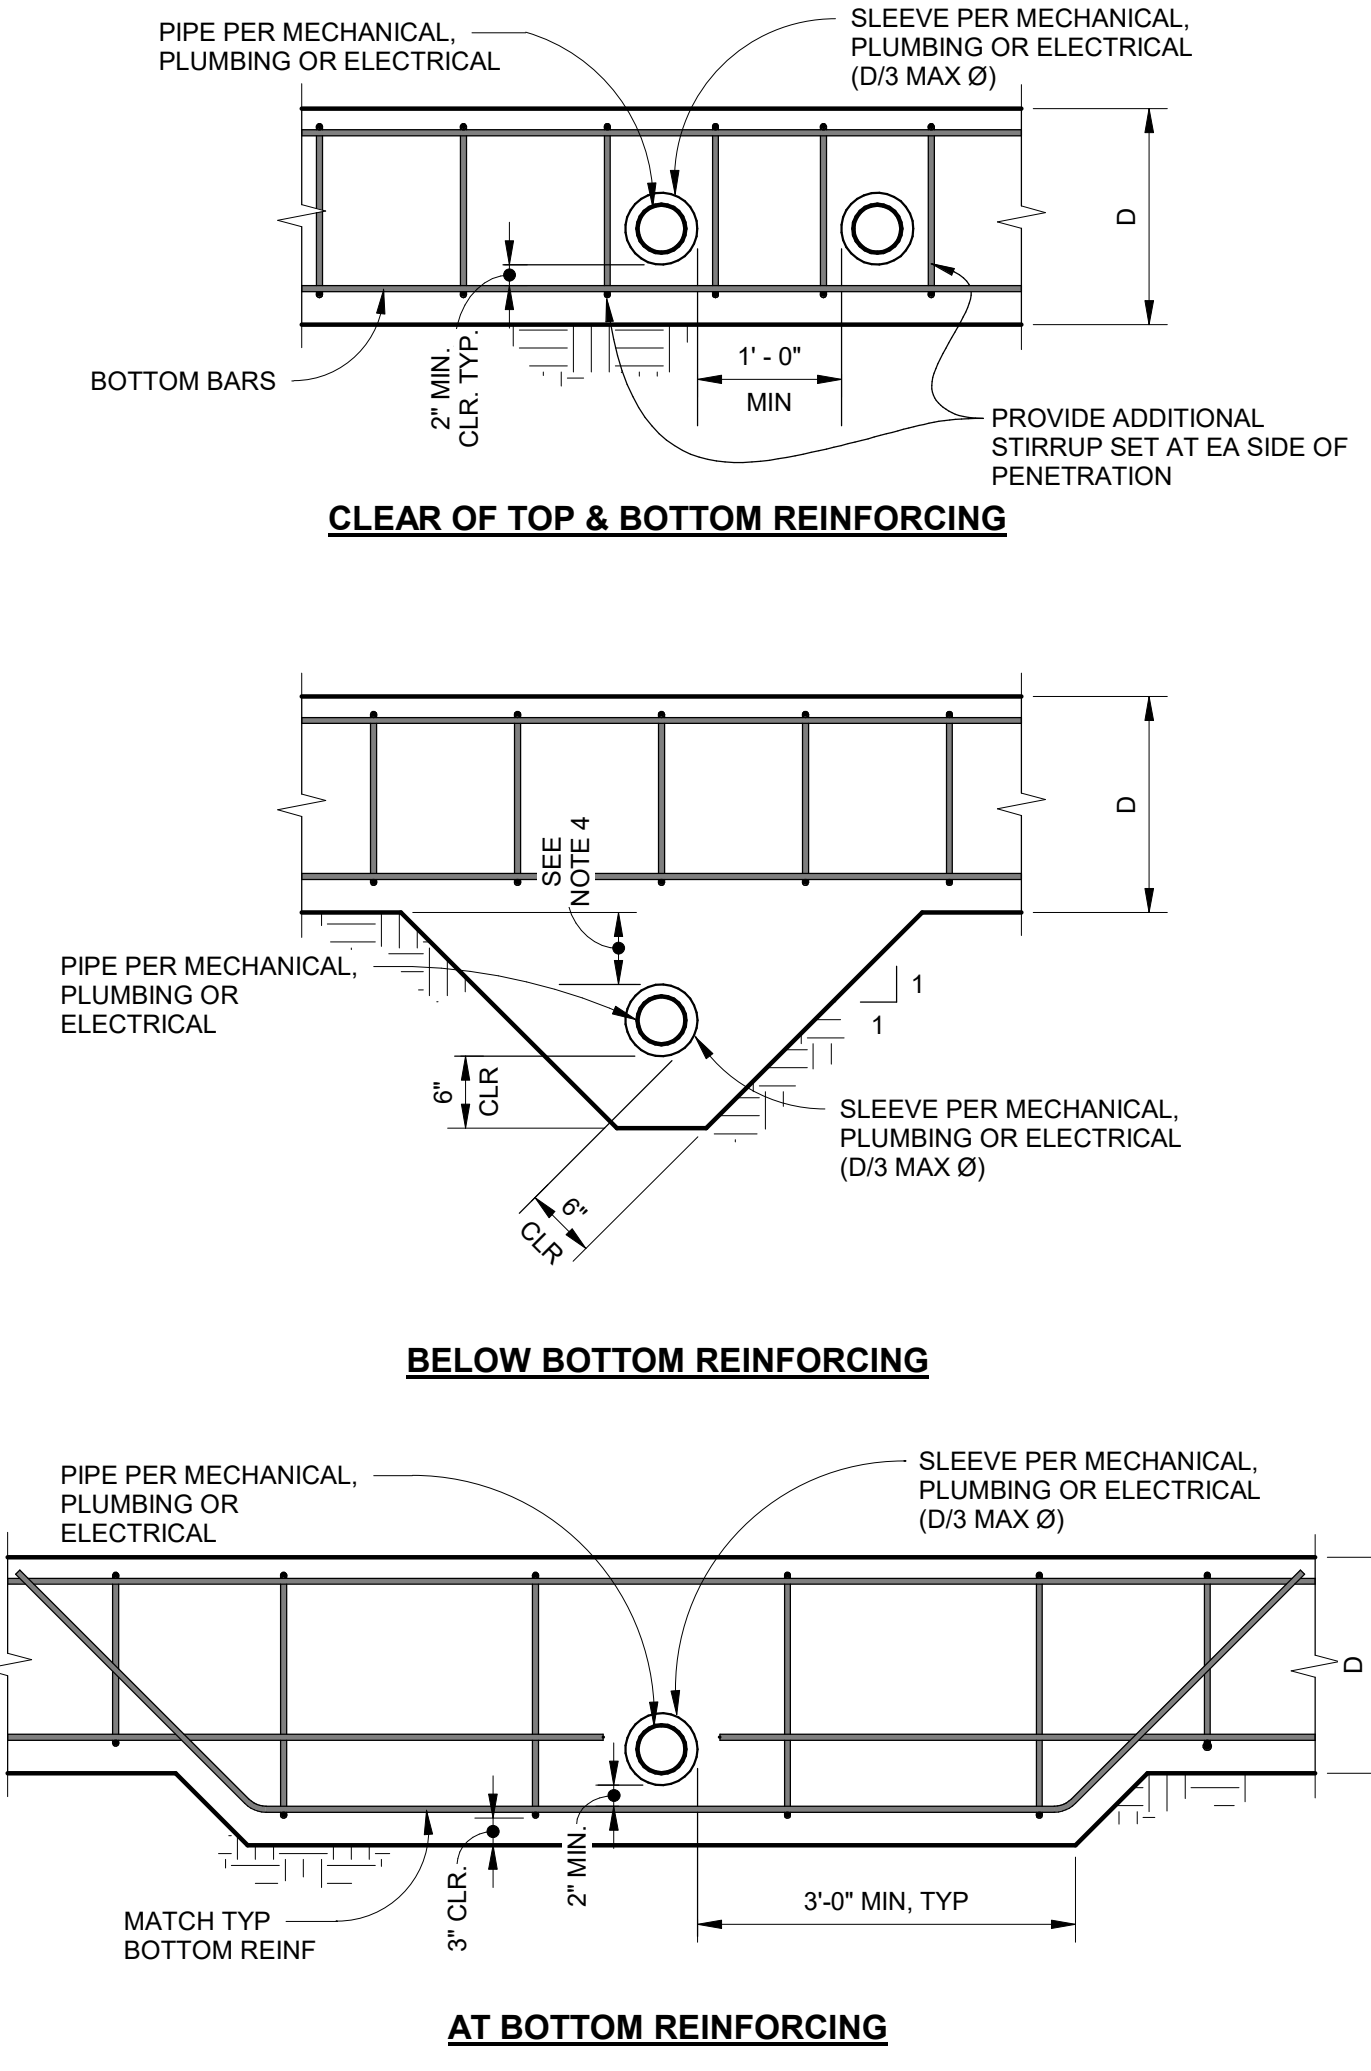 PIPE PER MECHANICAL,
PLUMBING OR ELECTRICAL
SLEEVE PER MECHANICAL,
PLUMBING OR ELECTRICAL
(D/3 MAX Ø)
D
2" MIN.
CLR. TYP.
BOTTOM BARS
1' - 0"
MIN
PROVIDE ADDITIONAL
STIRRUP SET AT EA SIDE OF
PENETRATION
CLEAR OF TOP & BOTTOM REINFORCING
D
SEE
NOTE 4
PIPE PER MECHANICAL,
PLUMBING OR
ELECTRICAL
1
1
6"
CLR
SLEEVE PER MECHANICAL,
PLUMBING OR ELECTRICAL
(D/3 MAX Ø)
6"
CLR
BELOW BOTTOM REINFORCING
PIPE PER MECHANICAL,
PLUMBING OR
ELECTRICAL
SLEEVE PER MECHANICAL,
PLUMBING OR ELECTRICAL
(D/3 MAX Ø)
D
MATCH TYP
BOTTOM REINF
3" CLR.
2" MIN.
3'-0" MIN, TYP
AT BOTTOM REINFORCING